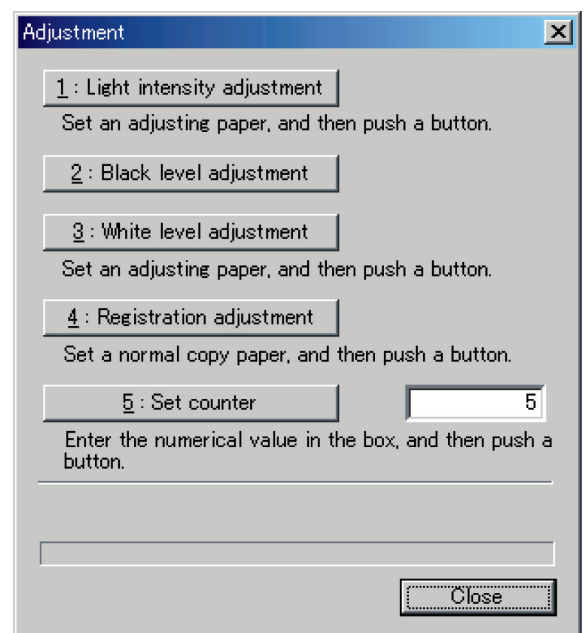 Adjustment
1 : Light intensity adjustment
Set an adjusting paper, and then push a button.
2 : Black level adjustment
3 : White level adjustment
Set an adjusting paper, and then push a button.
4 : Registration adjustment
Set a normal copy paper, and then push a button.
5 : Set counter 5
Enter the numerical value in the box, and then push a
button.
Close